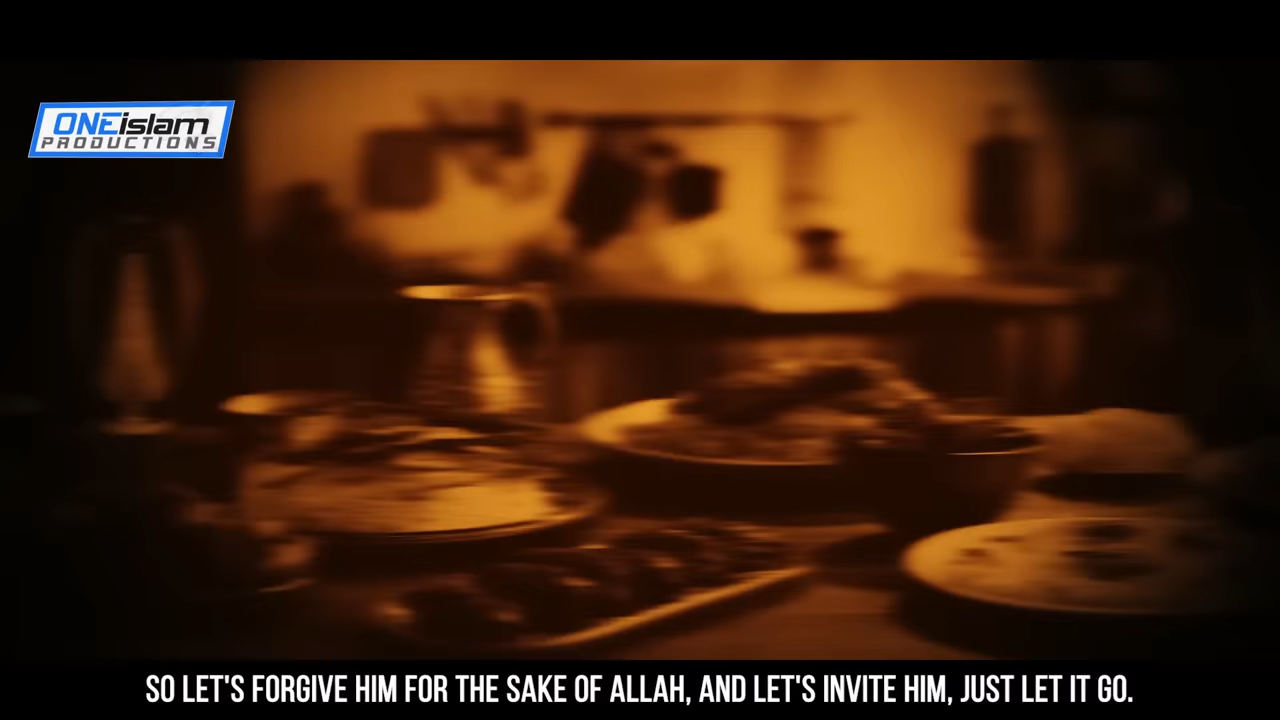 ONEislam
PRODUCTIONS
SO LET'S FORGIVE HIM FOR THE SAKE OF ALLAH, AND LET'S INVITE HIM, JUST LET IT GO.